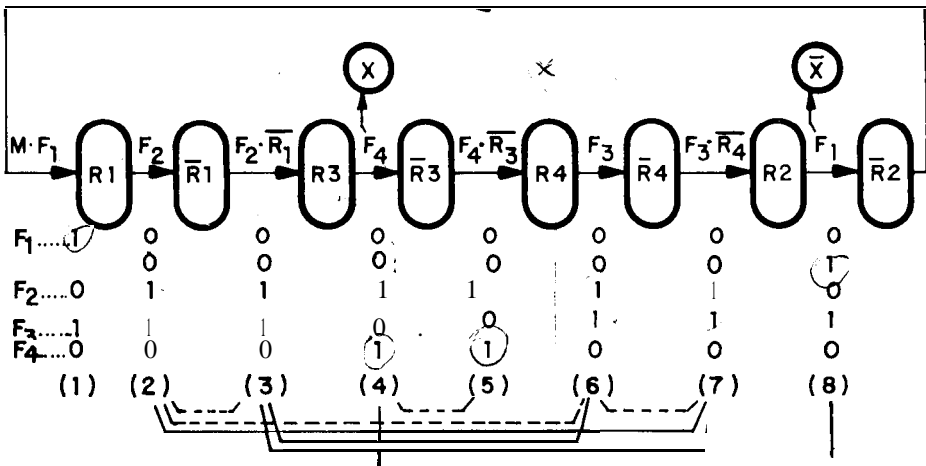 X × X̄
M·F₁ F₂ F₂·R̄₁ F₄ F₄·R̄₃ F₃ F₃·R̄₄ F₁
R1 R̄1 R3 R̄3 R4 R̄4 R2 R̄2
F₁.....1 0 0 0 0 0 0 0
0 0 0 0 0 0 1
F₂.....0 1 1 1 1 1 1 0
0
F₃....1 1 1 0 1 1 1
F₄....0 0 0 1 1 0 0 0
(1) (2) (3) (4) (5) (6) (7) (8)